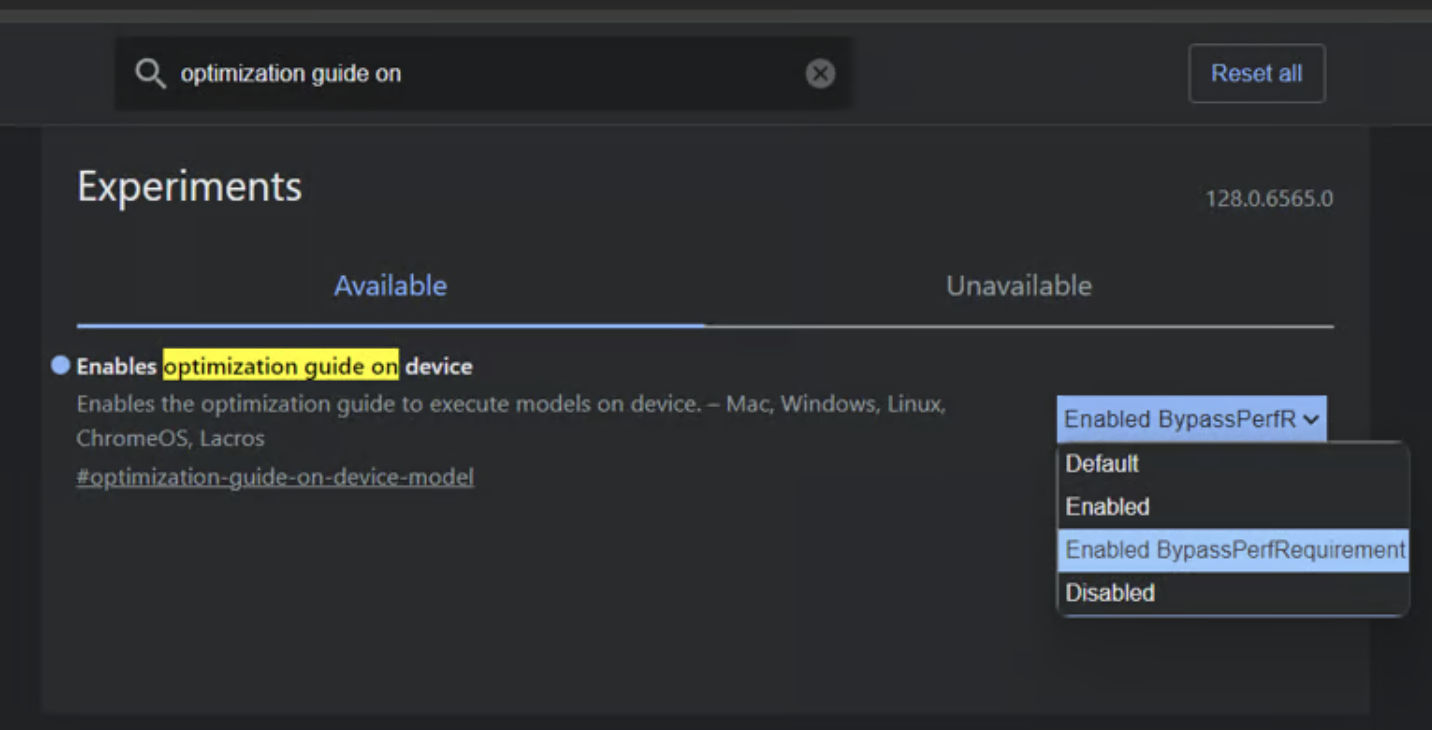 optimization guide on
Reset all
Experiments
128.0.6565.0
Available
Unavailable
Enables optimization guide on device
Enables the optimization guide to execute models on device. – Mac, Windows, Linux,
ChromeOS, Lacros
#optimization-guide-on-device-model
Enabled BypassPerfR
Default
Enabled
Enabled BypassPerfRequirement
Disabled